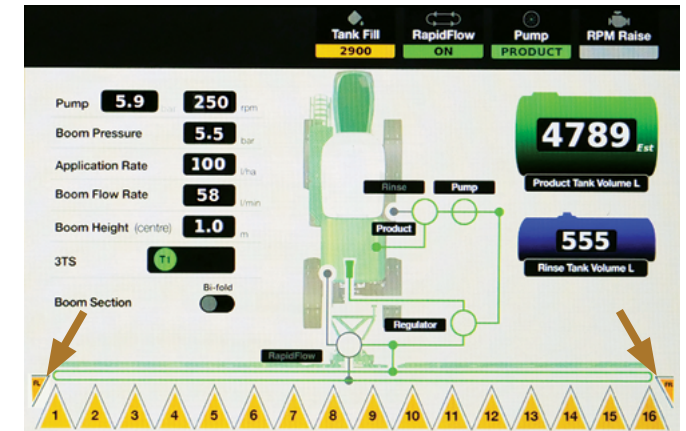 Tank Fill RapidFlow Pump RPM Raise
2900 ON PRODUCT
Pump 5.9 bar 250 rpm
Boom Pressure 5.5 bar
Application Rate 100 l/ha
Boom Flow Rate 58 l/min
Boom Height (centre) 1.0 m
3TS T1
Bi-fold
Boom Section
Rinse Pump
Product
Regulator
RapidFlow
4789 Est
Product Tank Volume L
555
Rinse Tank Volume L
FL FR
1 2 3 4 5 6 7 8 9 10 11 12 13 14 15 16